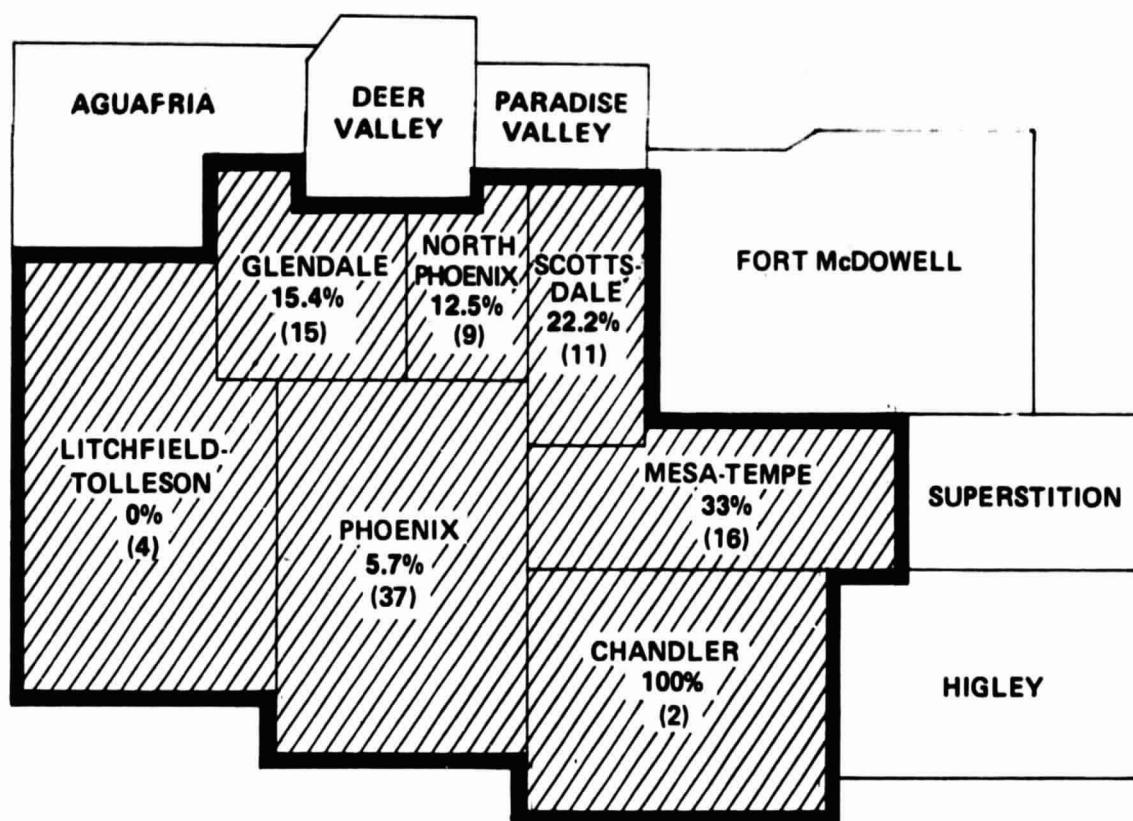 AGUAFRIA
DEER
VALLEY
PARADISE
VALLEY
FORT McDOWELL
GLENDALE
15.4%
(15)
NORTH
PHOENIX
12.5%
(9)
SCOTTS-
DALE
22.2%
(11)
LITCHFIELD-
TOLLESON
0%
(4)
PHOENIX
5.7%
(37)
MESA-TEMPE
33%
(16)
SUPERSTITION
CHANDLER
100%
(2)
HIGLEY